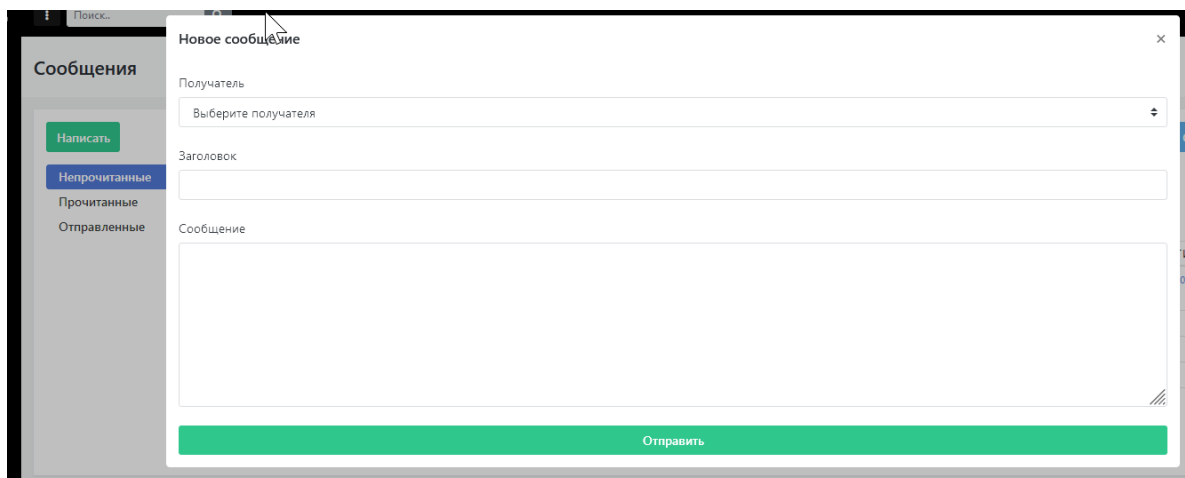 Поиск..
Новое сообщение
×
Сообщения
Получатель
Выберите получателя
Написать
Заголовок
Непрочитанные
Прочитанные
Отправленные
Сообщение
Отправить